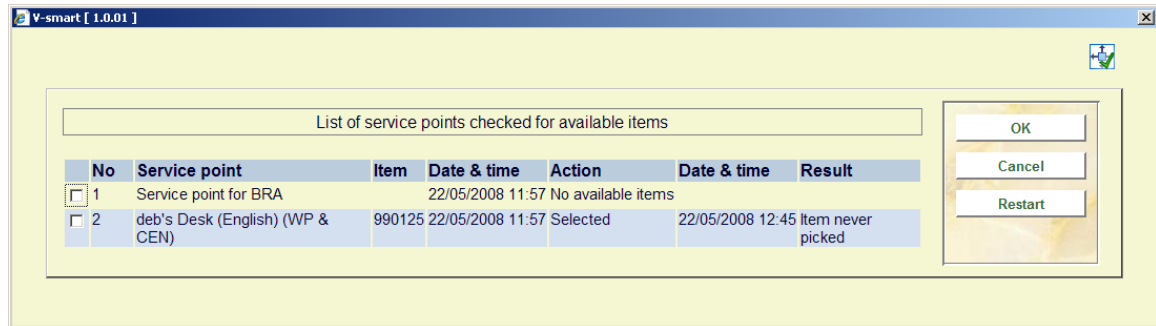 V-smart [ 1.0.01 ]
List of service points checked for available items
No Service point Item Date & time Action Date & time Result
1 Service point for BRA 22/05/2008 11:57 No available items
2 deb's Desk (English) (WP & 990125 22/05/2008 11:57 Selected 22/05/2008 12:45 Item never
CEN) picked
OK
Cancel
Restart